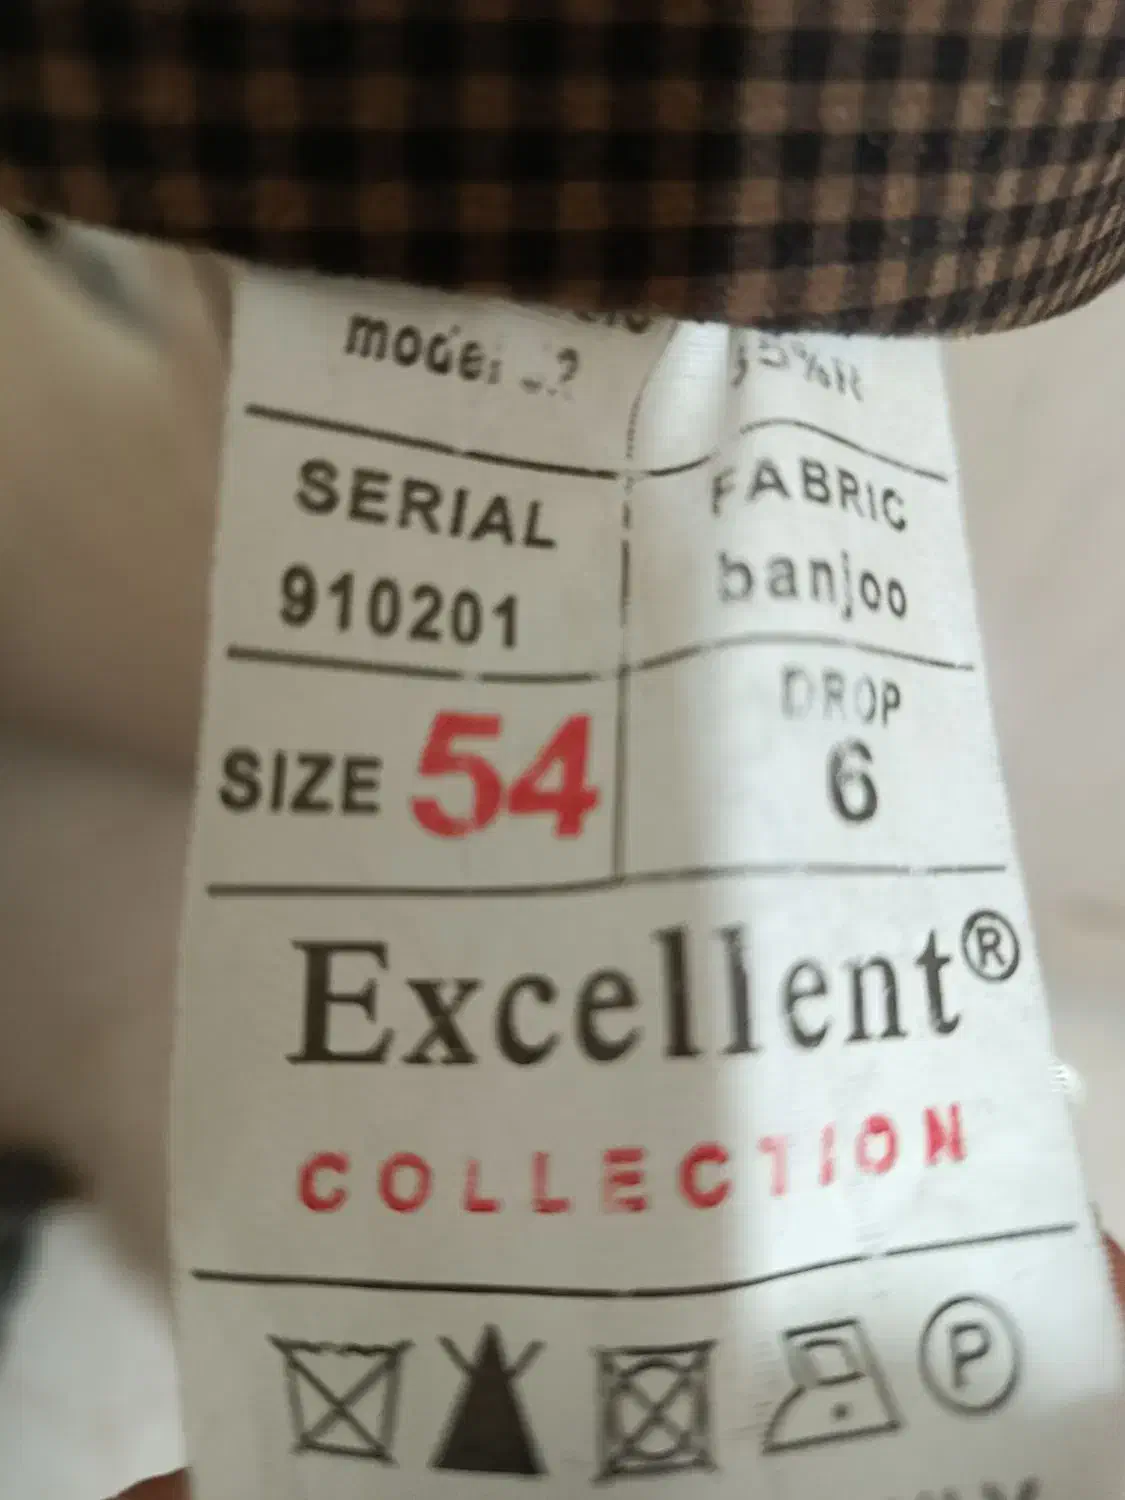 SERIAL
910201
FABRIC
banjoo
SIZE 54
DROP
6
Excellent®
COLLECTION
P